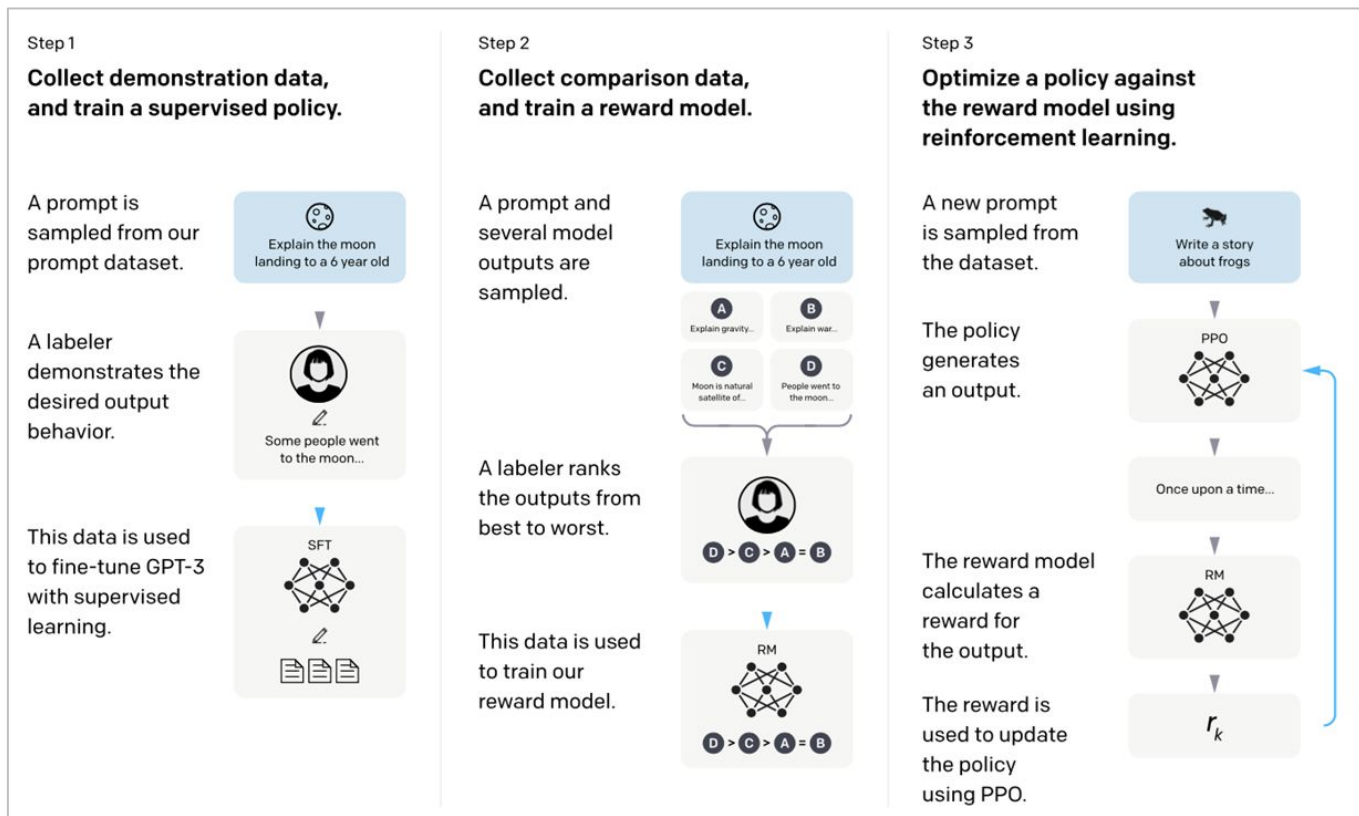 Step 1
Collect demonstration data,
and train a supervised policy.
A prompt is
sampled from our
prompt dataset.
Explain the moon
landing to a 6 year old
A labeler
demonstrates the
desired output
behavior.
Some people went
to the moon...
This data is used
to fine-tune GPT-3
with supervised
learning.
SFT
Step 2
Collect comparison data,
and train a reward model.
A prompt and
several model
outputs are
sampled.
Explain the moon
landing to a 6 year old
A
Explain gravity...
B
Explain war...
C
Moon is natural
satellite of...
D
People went to
the moon...
A labeler ranks
the outputs from
best to worst.
D > C > A = B
This data is used
to train our
reward model.
RM
D > C > A = B
Step 3
Optimize a policy against
the reward model using
reinforcement learning.
A new prompt
is sampled from
the dataset.
Write a story
about frogs
The policy
generates
an output.
PPO
Once upon a time...
The reward model
calculates a
reward for
the output.
RM
The reward is
used to update
the policy
using PPO.
rk